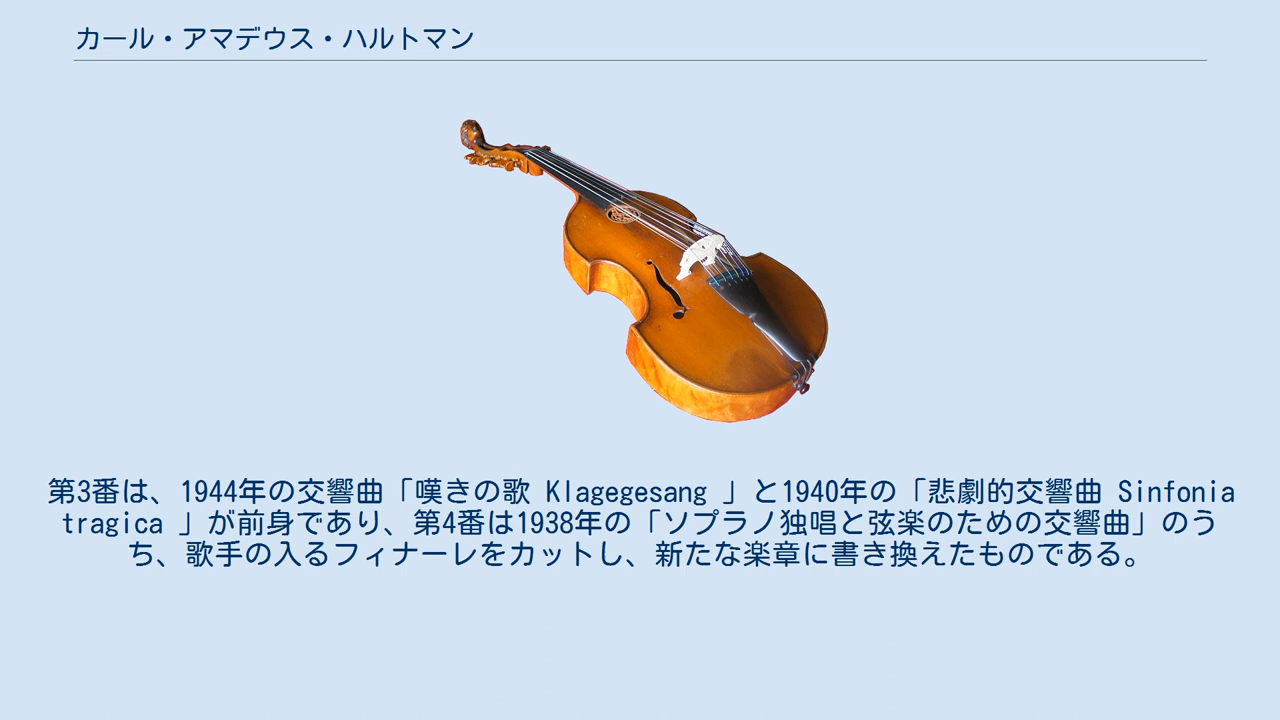 カール・アマデウス・ハルトマン
第3番は、1944年の交響曲「嘆きの歌 Klagegesang 」と1940年の「悲劇的交響曲 Sinfonia
tragica 」が前身であり、第4番は1938年の「ソプラノ独唱と弦楽のための交響曲」のう
ち、歌手の入るフィナーレをカットし、新たな楽章に書き換えたものである。